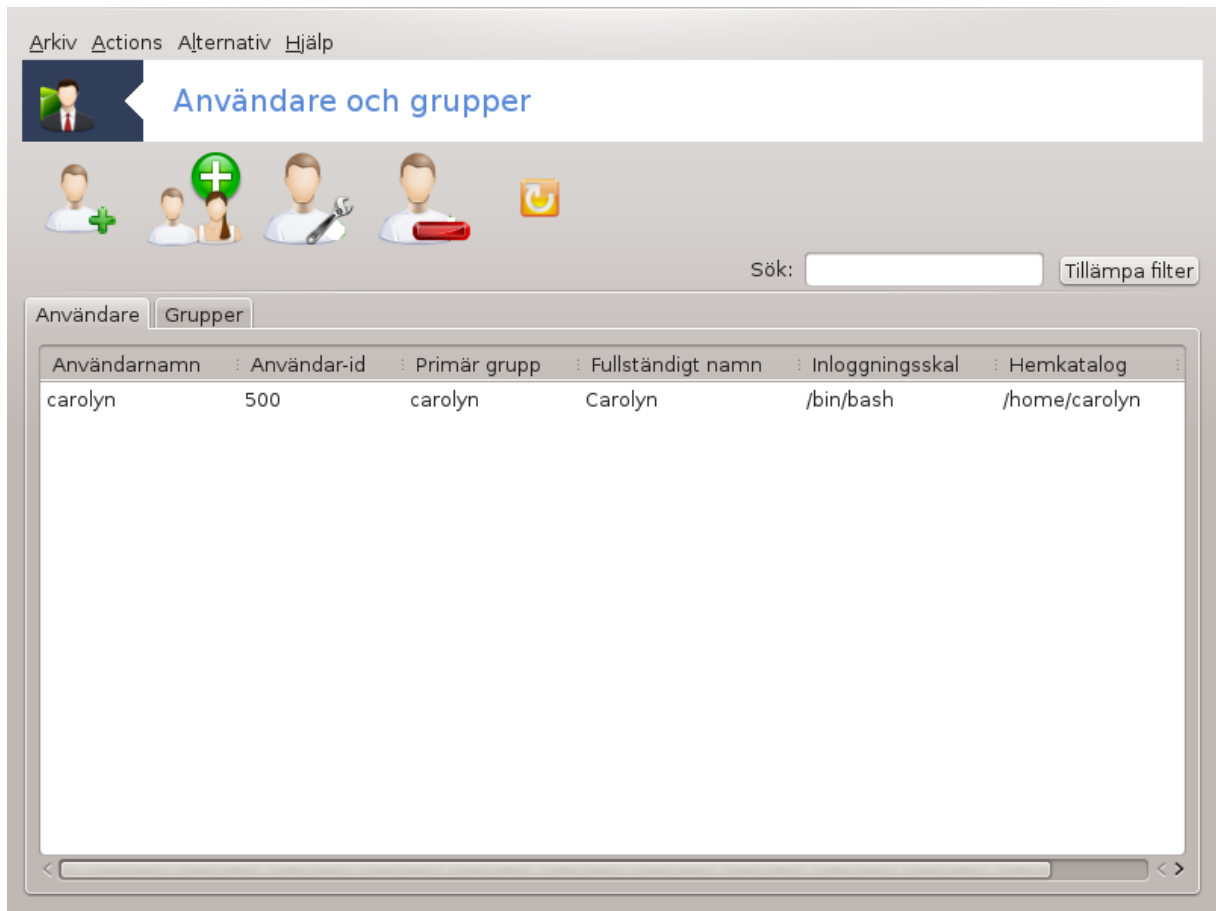 Arkiv Actions Alternativ Hjälp
Användare och grupper
Sök: Tillämpa filter
Användare Grupper
Användarnamn Användar-id Primär grupp Fullständigt namn Inloggningsskal Hemkatalog
carolyn 500 carolyn Carolyn /bin/bash /home/carolyn